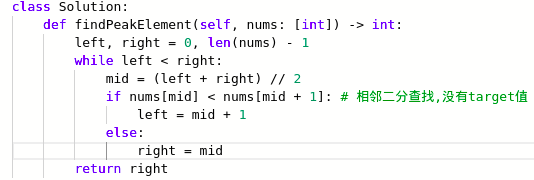 class Solution:
    def findPeakElement(self, nums: [int]) -> int:
        left, right = 0, len(nums) - 1
        while left < right:
            mid = (left + right) // 2
            if nums[mid] < nums[mid + 1]: # 相邻二分查找,没有target值
                left = mid + 1
            else:
                right = mid
        return right